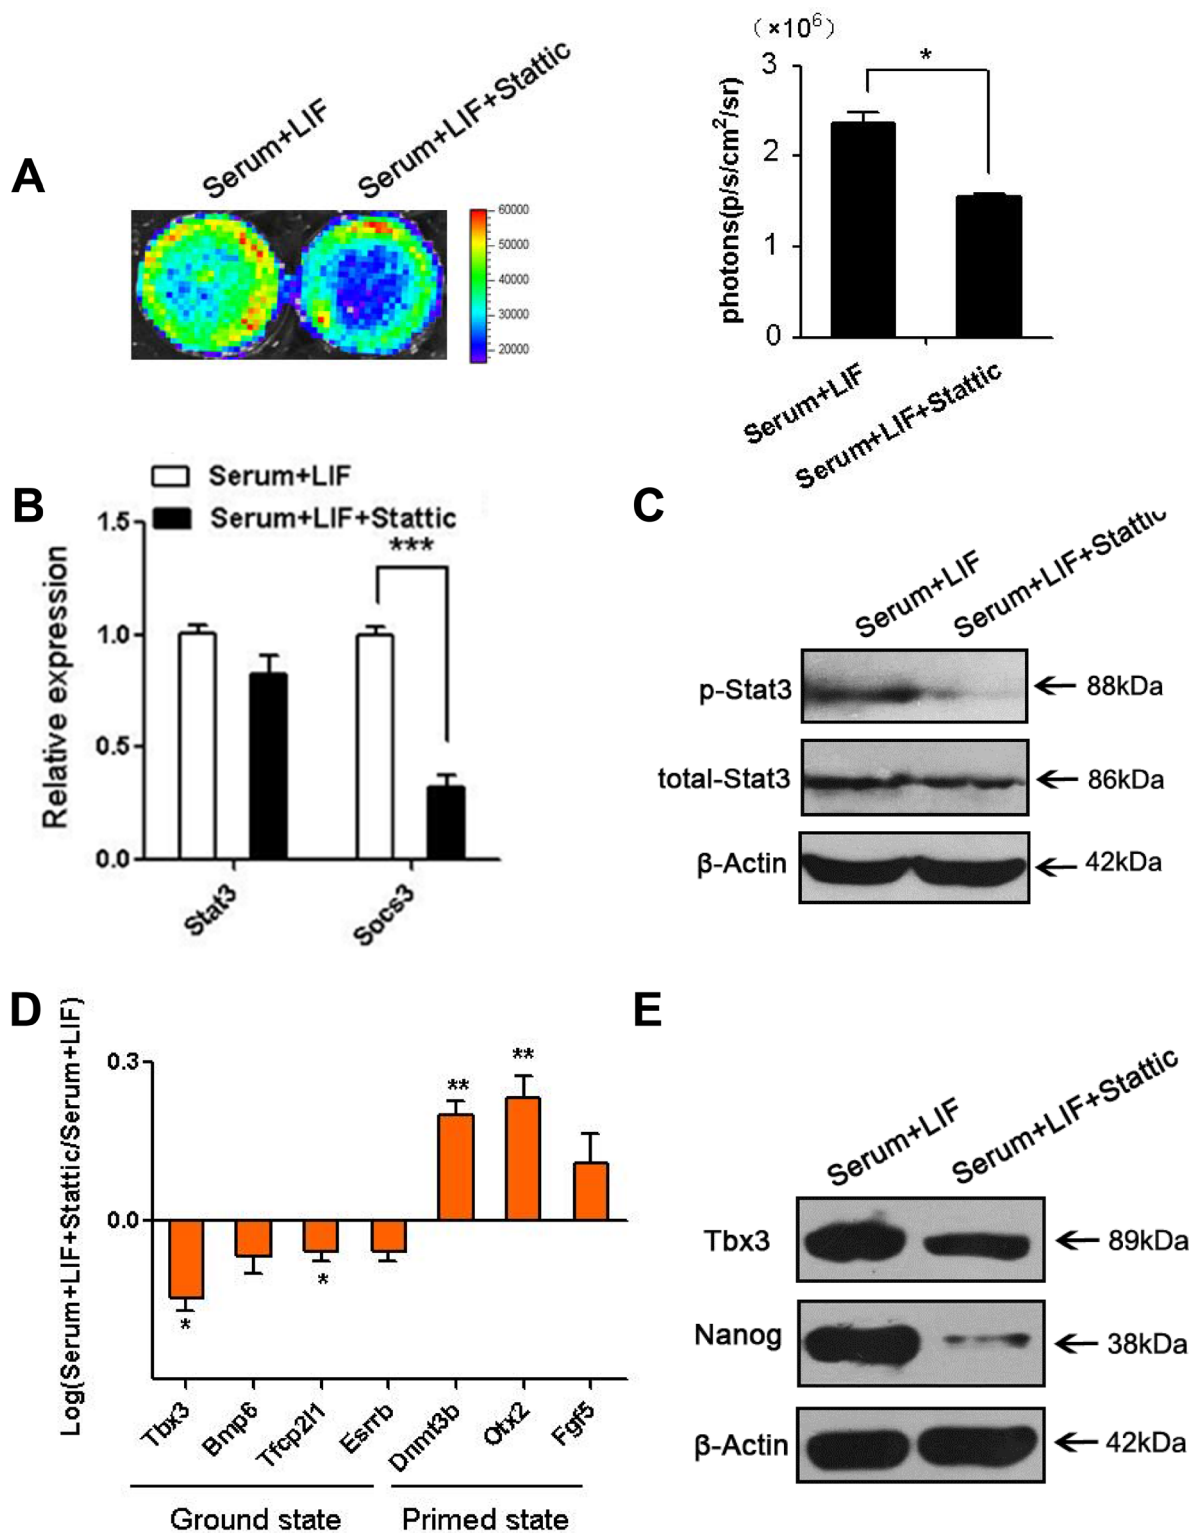 A
Serum+LIF
Serum+LIF+Stattic
60000
50000
40000
30000
20000
(×10⁶)
photons(p/s/cm²/sr)
3
2
1
0
*
Serum+LIF
Serum+LIF+Stattic
B
Serum+LIF
Serum+LIF+Stattic
Relative expression
1.5
1.0
0.5
0.0
***
Stat3
Socs3
C
Serum+LIF
Serum+LIF+Stattic
p-Stat3
88kDa
total-Stat3
86kDa
β-Actin
42kDa
D
Log(Serum+LIF+Stattic/Serum+LIF)
0.3
0.0
*
*
**
**
Tbx3
Bmp6
Tfcp2l1
Esrrb
Dnmt3b
Otx2
Fgf5
Ground state
Primed state
E
Serum+LIF
Serum+LIF+Stattic
Tbx3
89kDa
Nanog
38kDa
β-Actin
42kDa